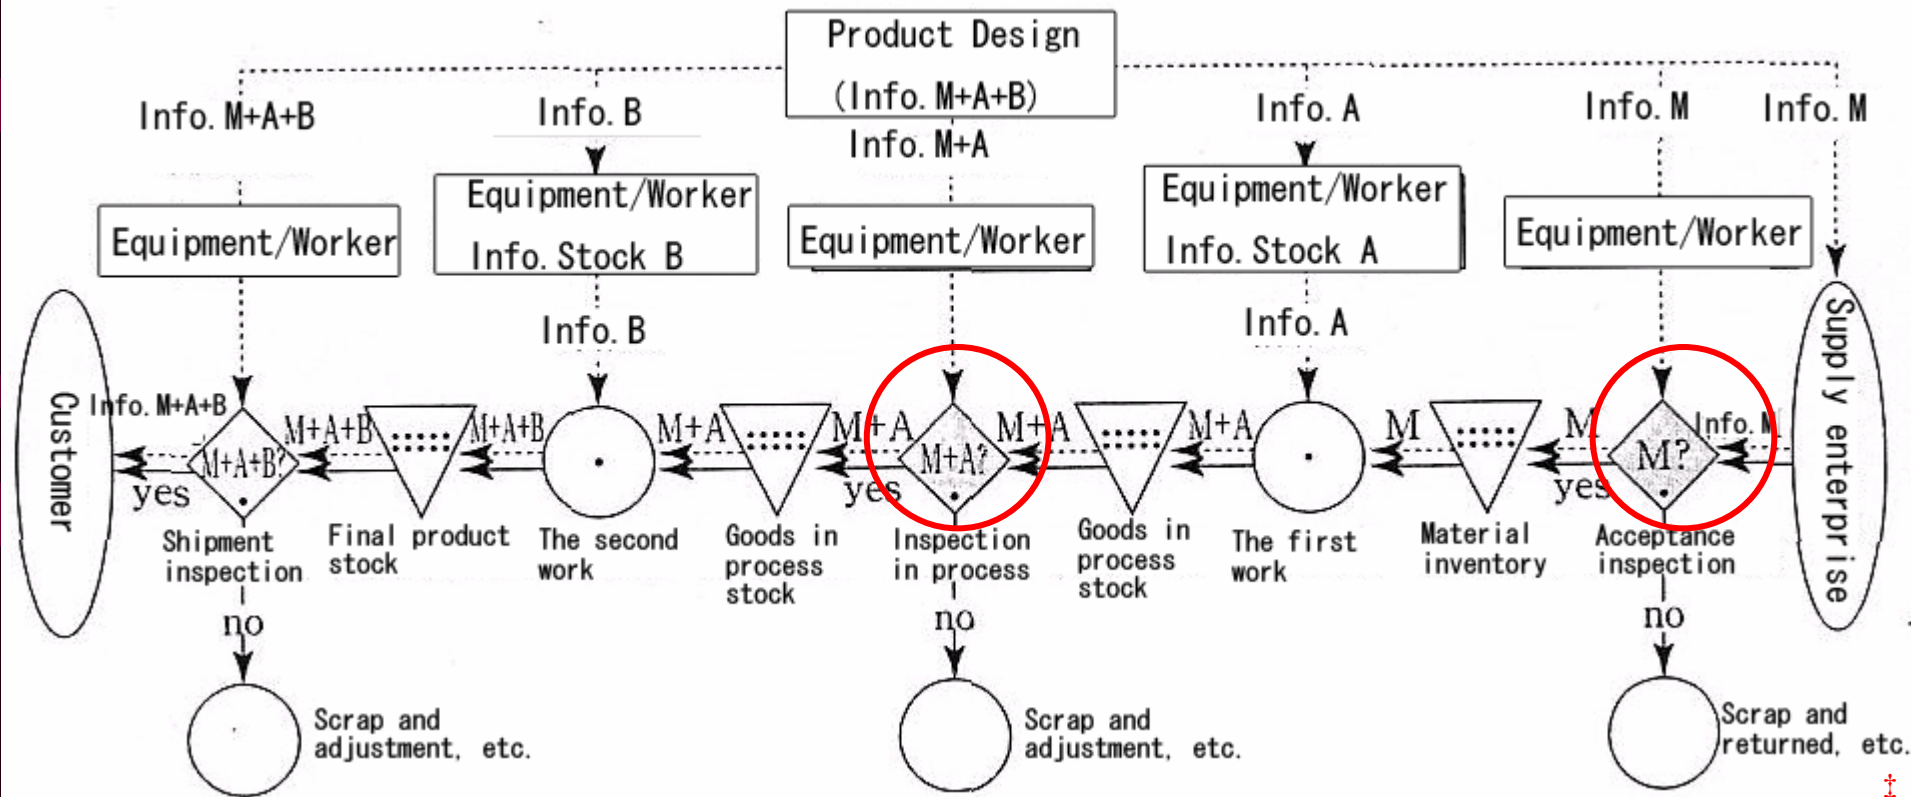 Product Design
(Info.M+A+B)
Info.M+A+B
Info.B
Info.M+A
Info.A
Info.M
Info.M
Equipment/Worker
Equipment/Worker
Info.Stock B
Equipment/Worker
Equipment/Worker
Info.Stock A
Equipment/Worker
Info.B
Info.A
Customer
Info.M+A+B
M+A+B?
yes
M+A+B
M+A+B
M+A
M+A
yes
M+A?
M+A
M+A
M
M
yes
M?
Info.M
Supply enterprise
Shipment
inspection
Final product
stock
The second
work
Goods in
process
stock
Inspection
in process
Goods in
process
stock
The first
work
Material
inventory
Acceptance
inspection
no
no
no
Scrap and
adjustment, etc.
Scrap and
adjustment, etc.
Scrap and
returned, etc.
‡